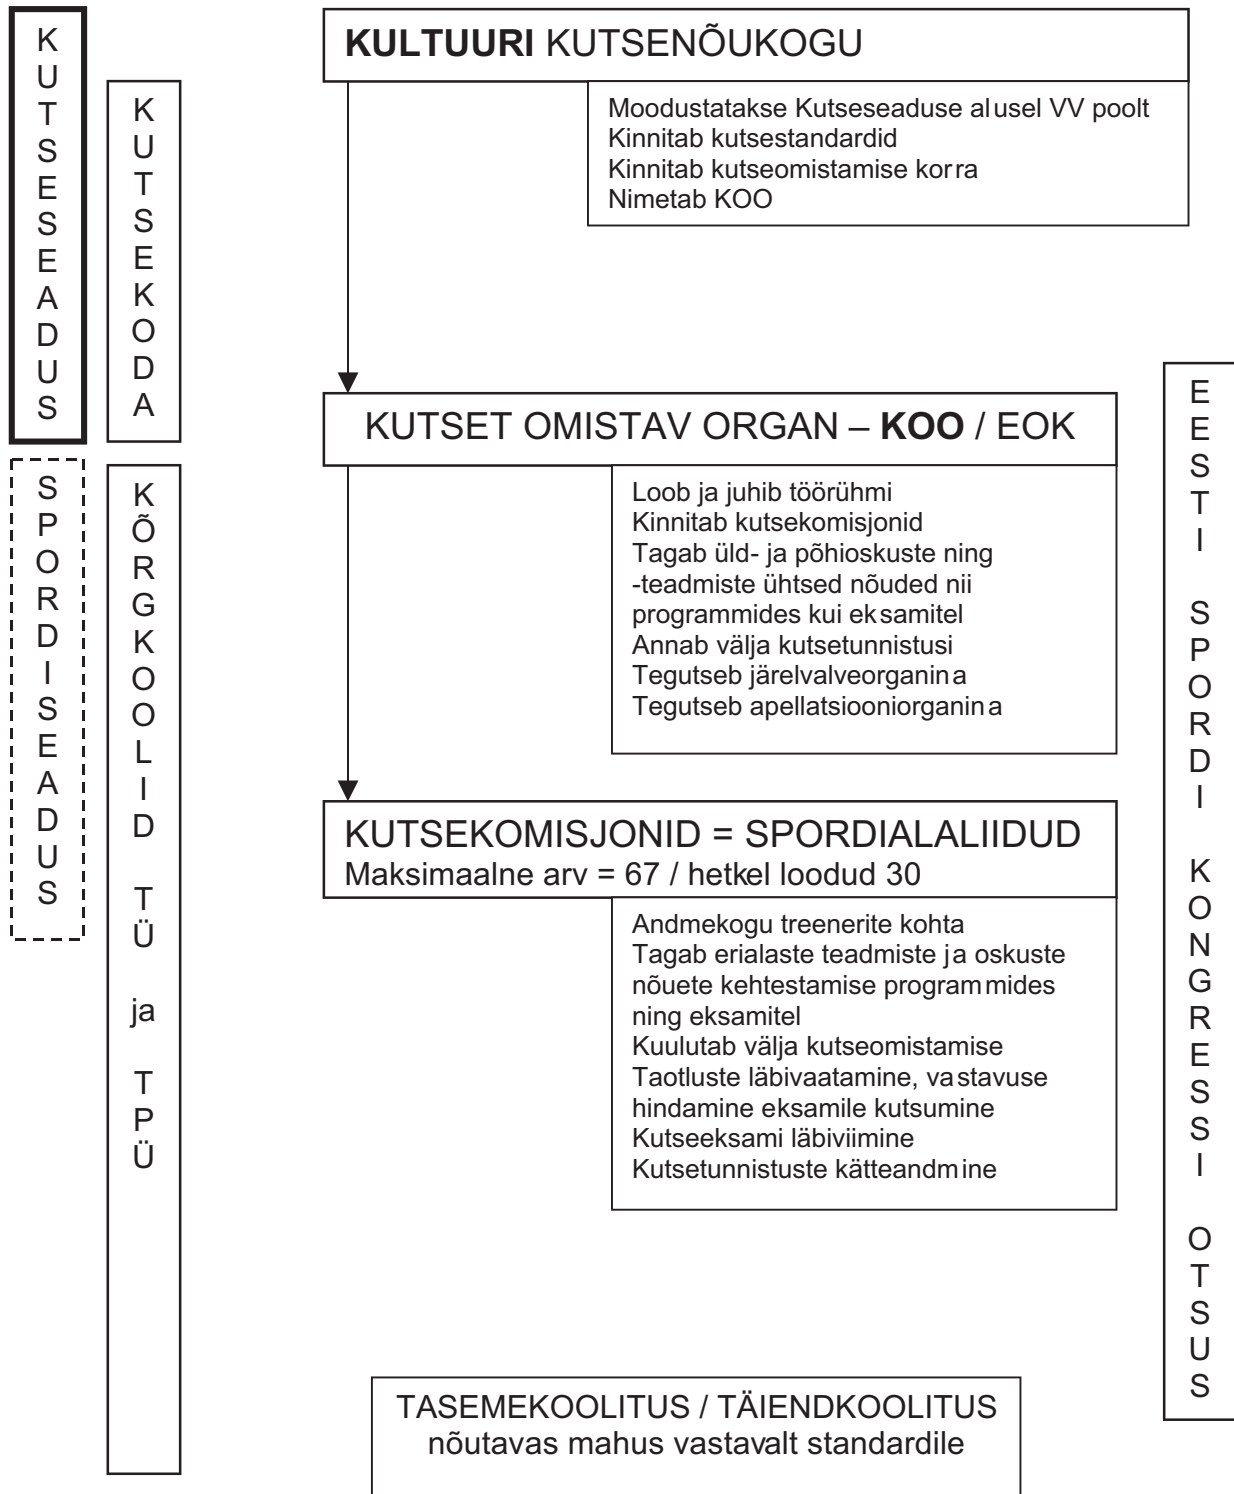 KUTSESEADUS
KUTSEKODA
SPORDISEADUS
KÕRGKOOLID TÜ ja TPÜ
KULTUURI KUTSENÕUKOGU
Moodustatakse Kutseseaduse alusel VV poolt
Kinnitab kutsestandardid
Kinnitab kutseomistamise korra
Nimetab KOO
KUTSET OMISTAV ORGAN – KOO / EOK
Loob ja juhib töörühmi
Kinnitab kutsekomisjonid
Tagab üld- ja põhioskuste ning
-teadmiste ühtsed nõuded nii
programmides kui eksamitel
Annab välja kutsetunnistusi
Tegutseb järelvalveorganina
Tegutseb apellatsiooniorganina
KUTSEKOMISJONID = SPORDIALALIIDUD
Maksimaalne arv = 67 / hetkel loodud 30
Andmekogu treenerite kohta
Tagab erialaste teadmiste ja oskuste
nõuete kehtestamise programmides
ning eksamitel
Kuulutab välja kutseomistamise
Taotluste läbivaatamine, vastavuse
hindamine eksamile kutsumine
Kutseeksami läbiviimine
Kutsetunnistuste kätteandmine
EESTI SPORDI KONGRESSI OTSUS
TASEMEKOOLITUS / TÄIENDKOOLITUS
nõutavas mahus vastavalt standardile